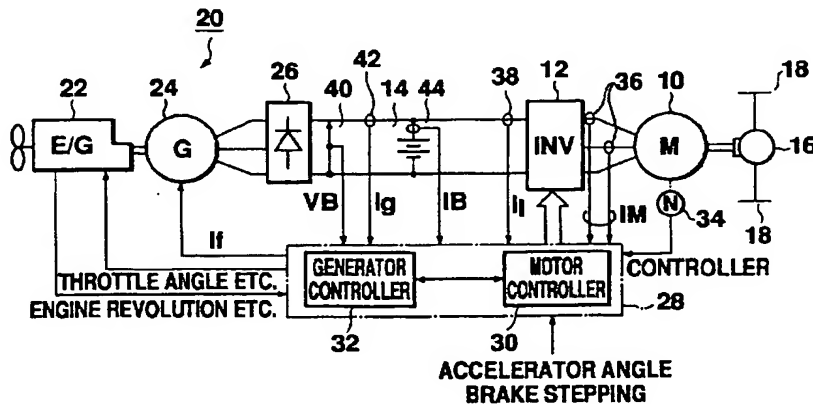 20
22 24 26 40 42 14 44 38 12 36 10 18
E/G G INV M 16
VB Ig IB iI IM N 34
18
If
THROTTLE ANGLE ETC.
ENGINE REVOLUTION ETC.
GENERATOR
CONTROLLER
MOTOR
CONTROLLER
CONTROLLER
28
32 30
ACCELERATOR ANGLE
BRAKE STEPPING